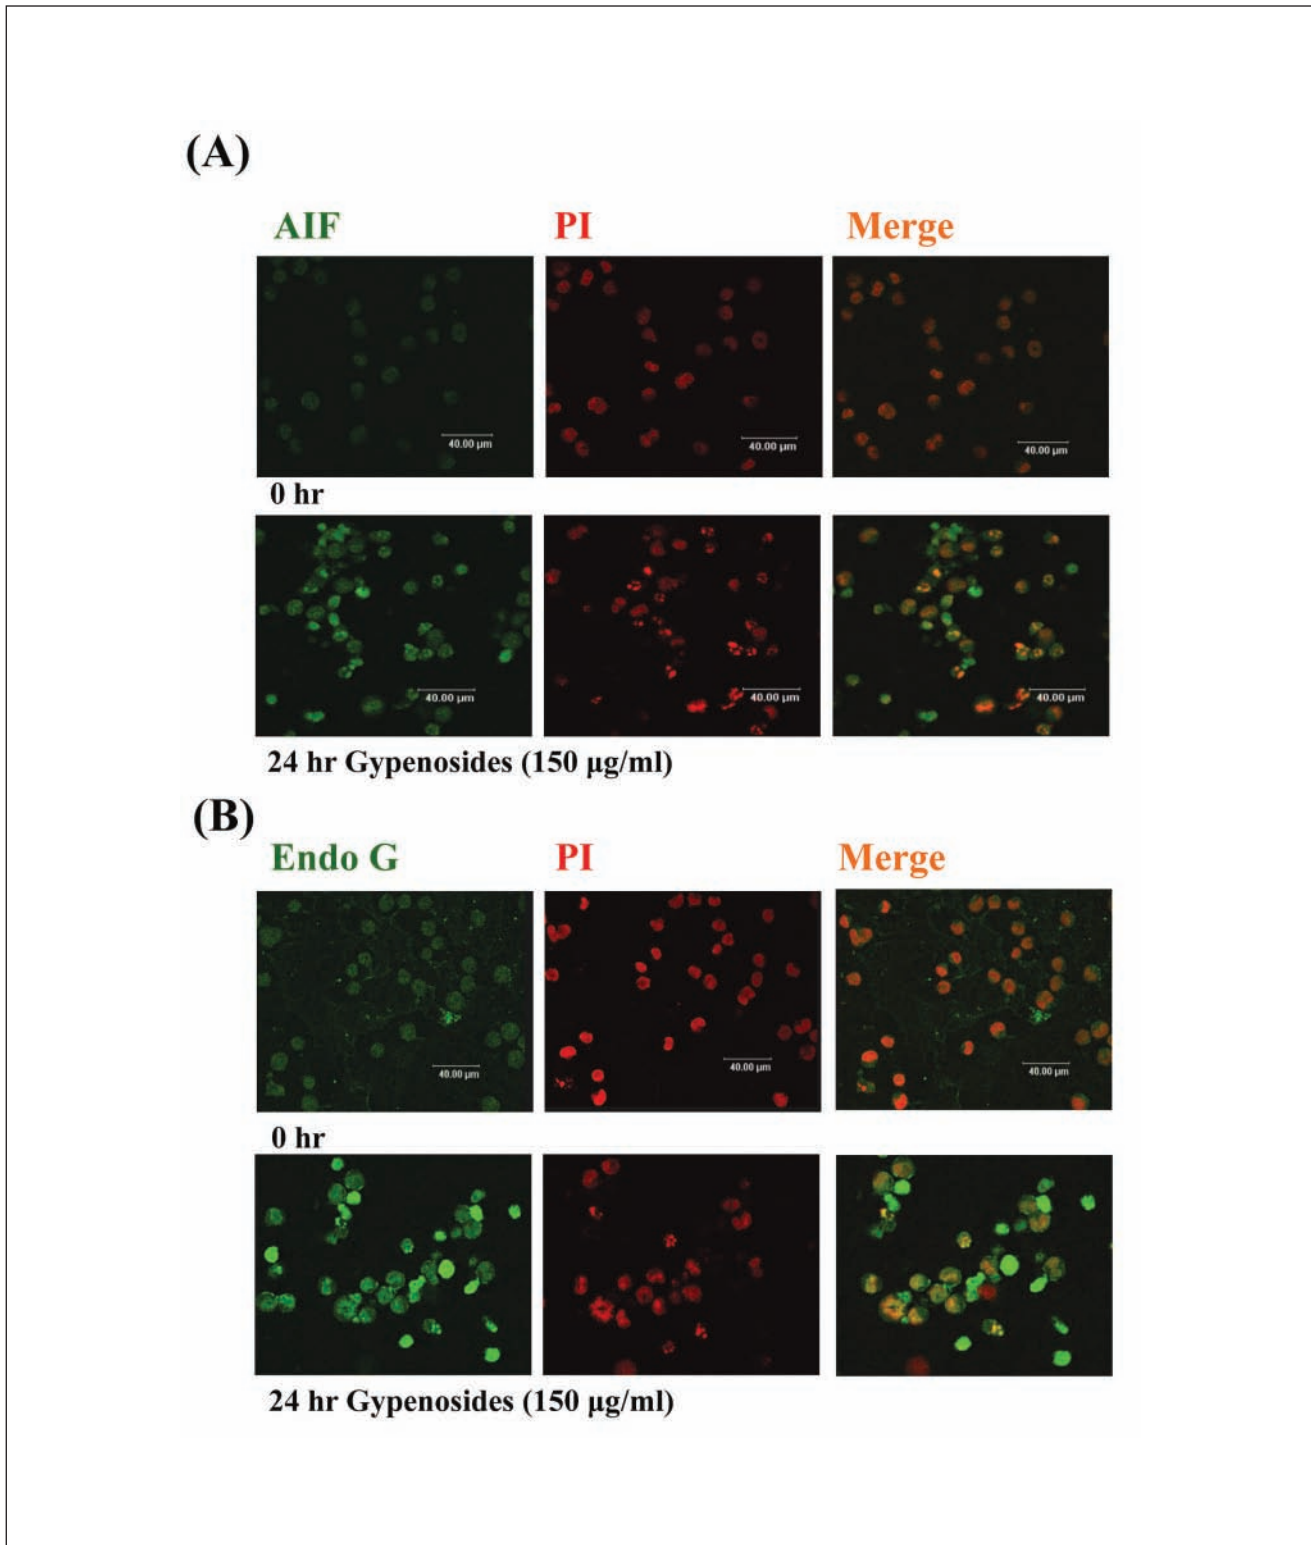 (A)
AIF PI Merge
40.00 µm 40.00 µm 40.00 µm
0 hr
40.00 µm 40.00 µm 40.00 µm
24 hr Gypenosides (150 µg/ml)
(B)
Endo G PI Merge
40.00 µm 40.00 µm 40.00 µm
0 hr
24 hr Gypenosides (150 µg/ml)